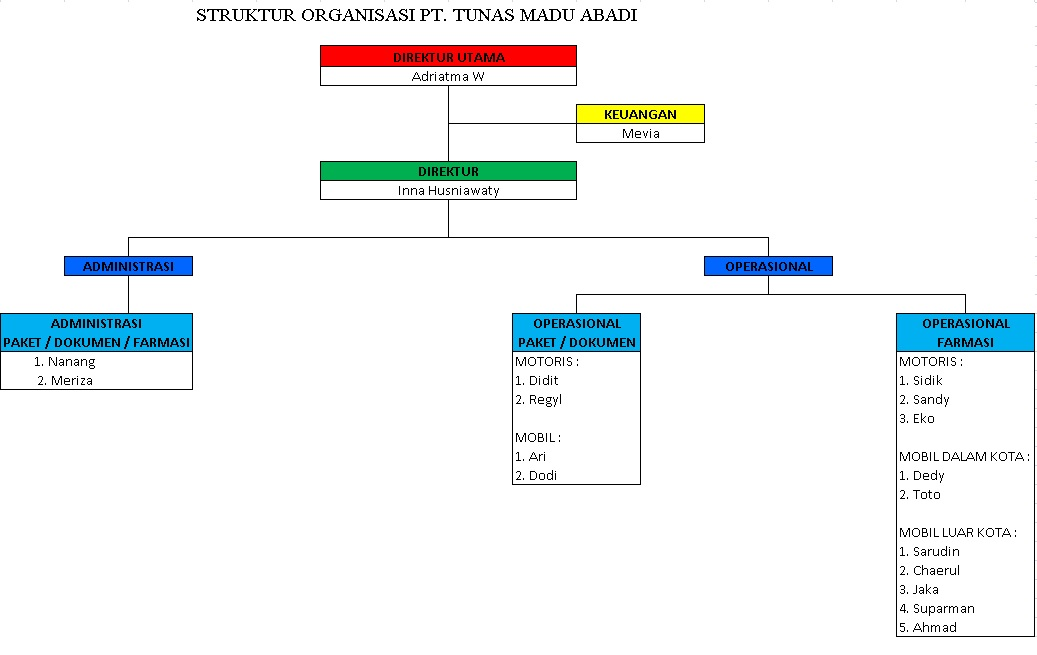 STRUKTUR ORGANISASI PT. TUNAS MADU ABADI
DIREKTUR UTAMA
Adriatma W
KEUANGAN
Mevia
DIREKTUR
Inna Husniawaty
ADMINISTRASI
OPERASIONAL
ADMINISTRASI
PAKET / DOKUMEN / FARMASI
1. Nanang
2. Meriza
OPERASIONAL
PAKET / DOKUMEN
MOTORIS :
1. Didit
2. Regyl
MOBIL :
1. Ari
2. Dodi
OPERASIONAL
FARMASI
MOTORIS :
1. Sidik
2. Sandy
3. Eko
MOBIL DALAM KOTA :
1. Dedy
2. Toto
MOBIL LUAR KOTA :
1. Sarudin
2. Chaerul
3. Jaka
4. Suparman
5. Ahmad